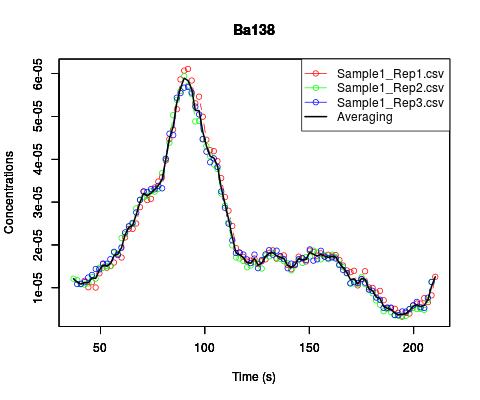 Ba138
Sample1_Rep1.csv
Sample1_Rep2.csv
Sample1_Rep3.csv
Averaging
Concentrations
6e-05
5e-05
4e-05
3e-05
2e-05
1e-05
50 100 150 200
Time (s)